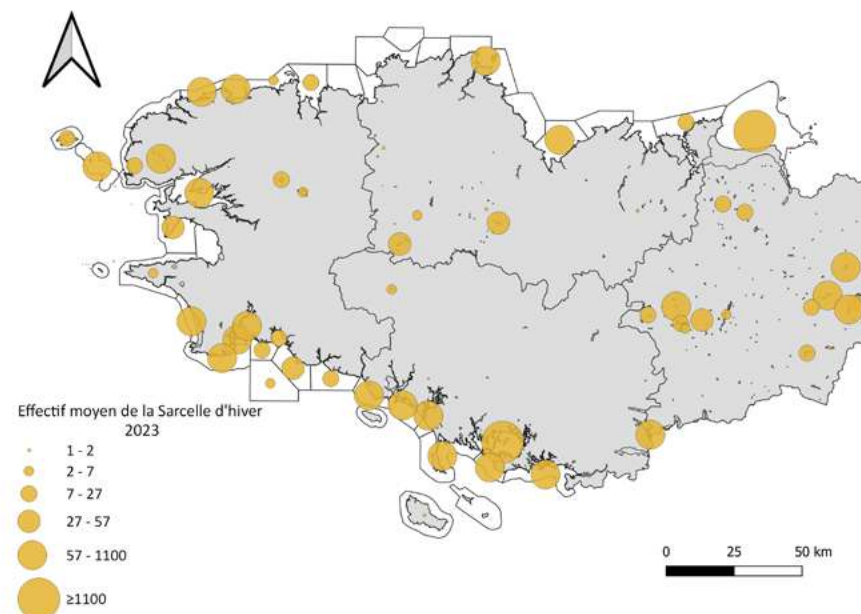 Effectif moyen de la Sarcelle d'hiver
2023
1 - 2
2 - 7
7 - 27
27 - 57
57 - 1100
≥1100
0 25 50 km